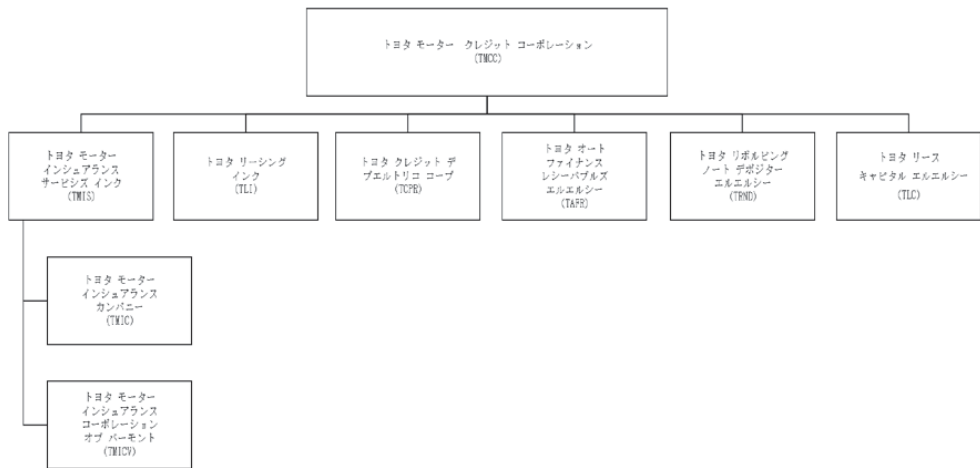 トヨタ モーター クレジット コーポレーション
(TMCC)
トヨタ モーター
インシュアランス
サービシズ インク
(TMIS)
トヨタ リーシング
インク
(TLI)
トヨタ クレジット デ
プエルトリコ コープ
(TCPR)
トヨタ オート
ファイナンス
レシーバブルズ
エルエルシー
(TAFR)
トヨタ リボルビング
ノート デポジター
エルエルシー
(TRND)
トヨタ リース
キャピタル エルエルシー
(TLC)
トヨタ モーター
インシュアランス
カンパニー
(TMIC)
トヨタ モーター
インシュアランス
コーポレーション
オブ バーモント
(TMICV)